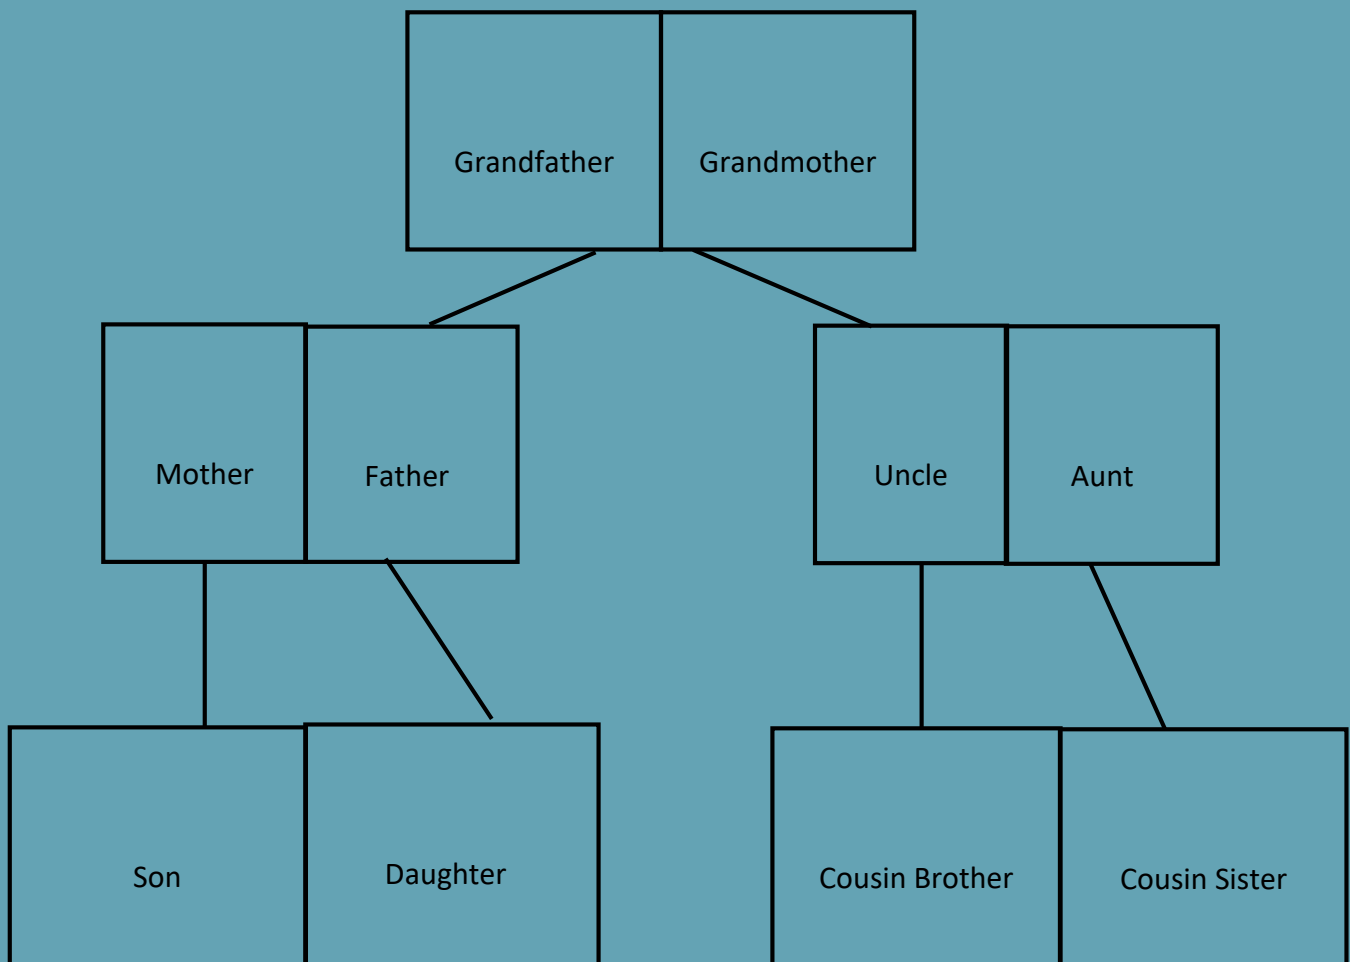 Grandfather
Grandmother
Mother
Father
Uncle
Aunt
Son
Daughter
Cousin Brother
Cousin Sister